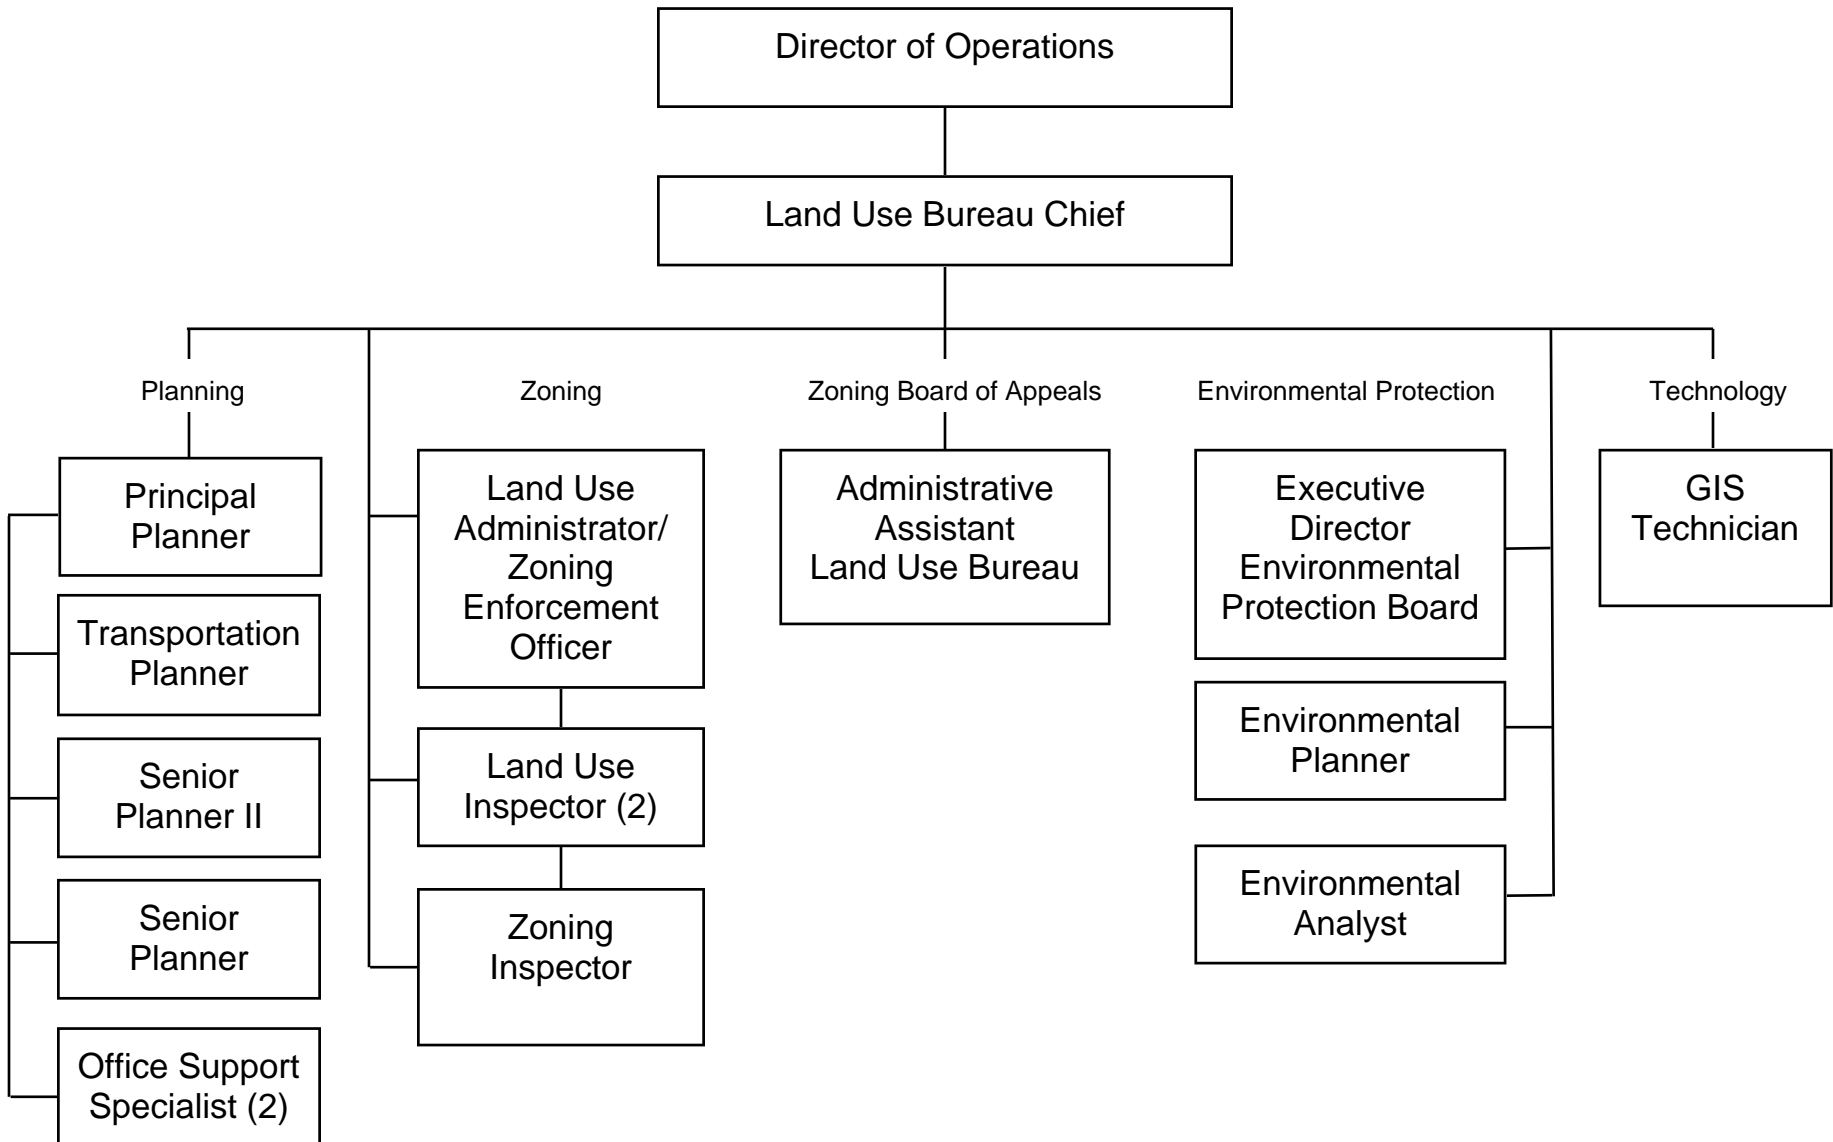 Director of Operations
Land Use Bureau Chief
Planning
Zoning
Zoning Board of Appeals
Environmental Protection
Technology
Principal
Planner
Transportation
Planner
Senior
Planner II
Senior
Planner
Office Support
Specialist (2)
Land Use
Administrator/
Zoning
Enforcement
Officer
Land Use
Inspector (2)
Zoning
Inspector
Administrative
Assistant
Land Use Bureau
Executive
Director
Environmental
Protection Board
Environmental
Planner
Environmental
Analyst
GIS
Technician